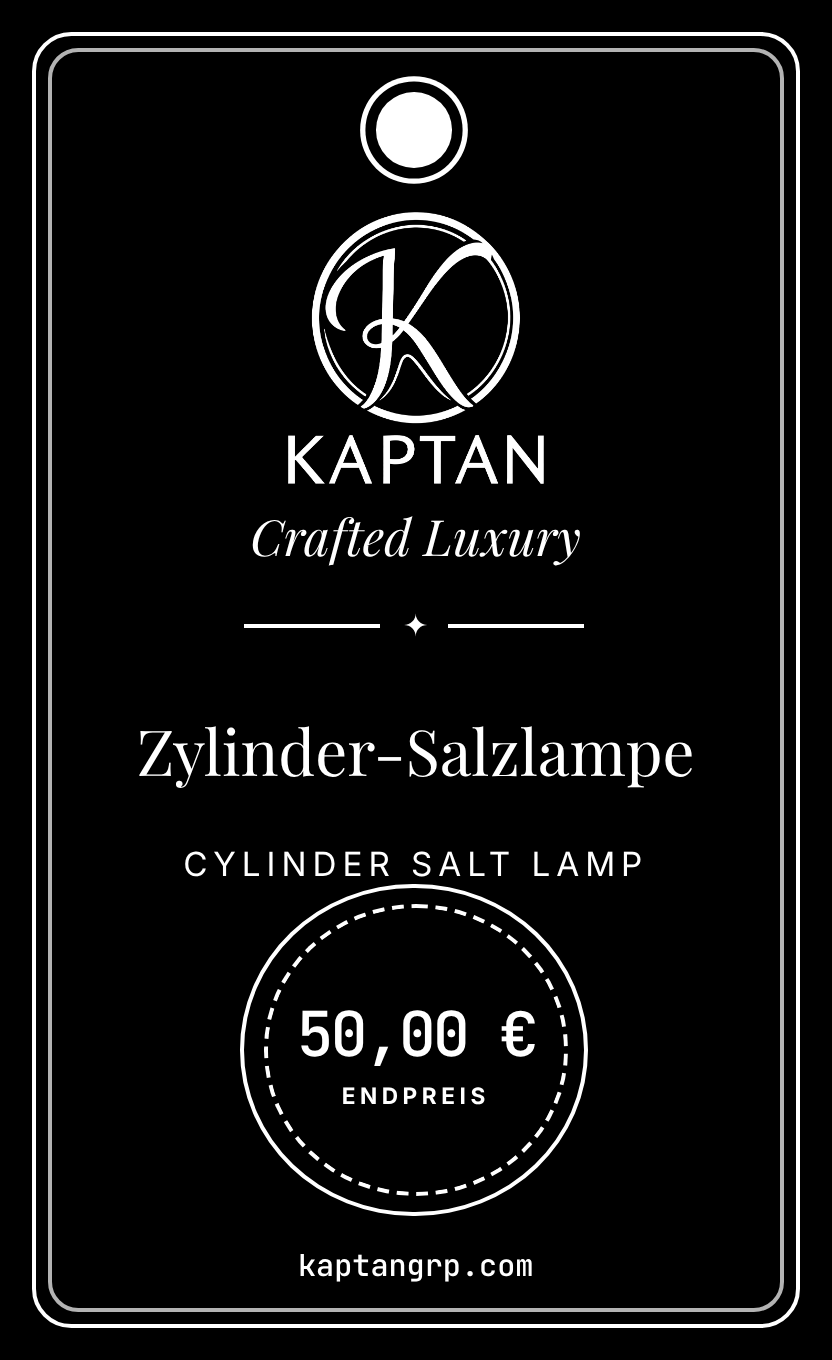 K
KAPTAN
Crafted Luxury
Zylinder-Salzlampe
CYLINDER SALT LAMP
50,00 €
ENDPREIS
kaptangrp.com